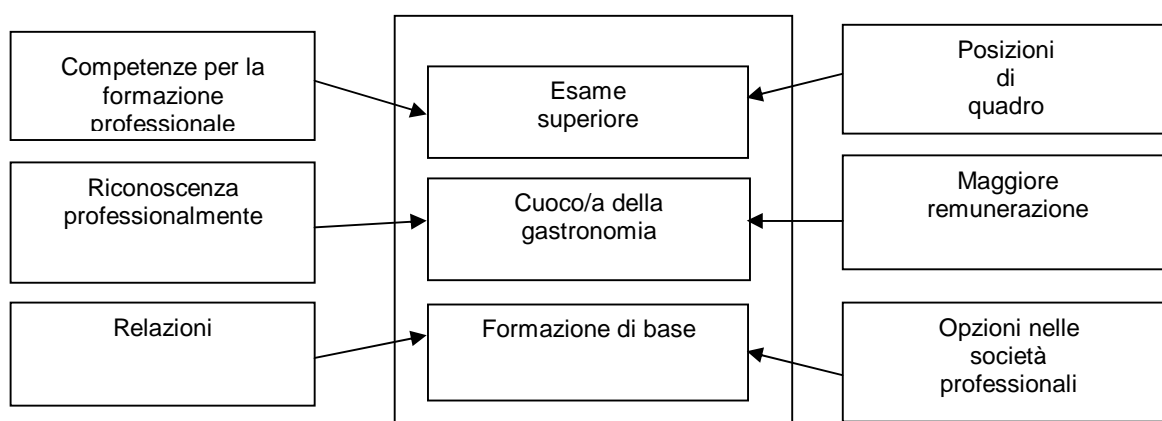 Competenze per la
formazione
professionale
Esame
superiore
Posizioni
di
quadro
Riconoscenza
professionalmente
Cuoco/a della
gastronomia
Maggiore
remunerazione
Relazioni
Formazione di base
Opzioni nelle
società
professionali